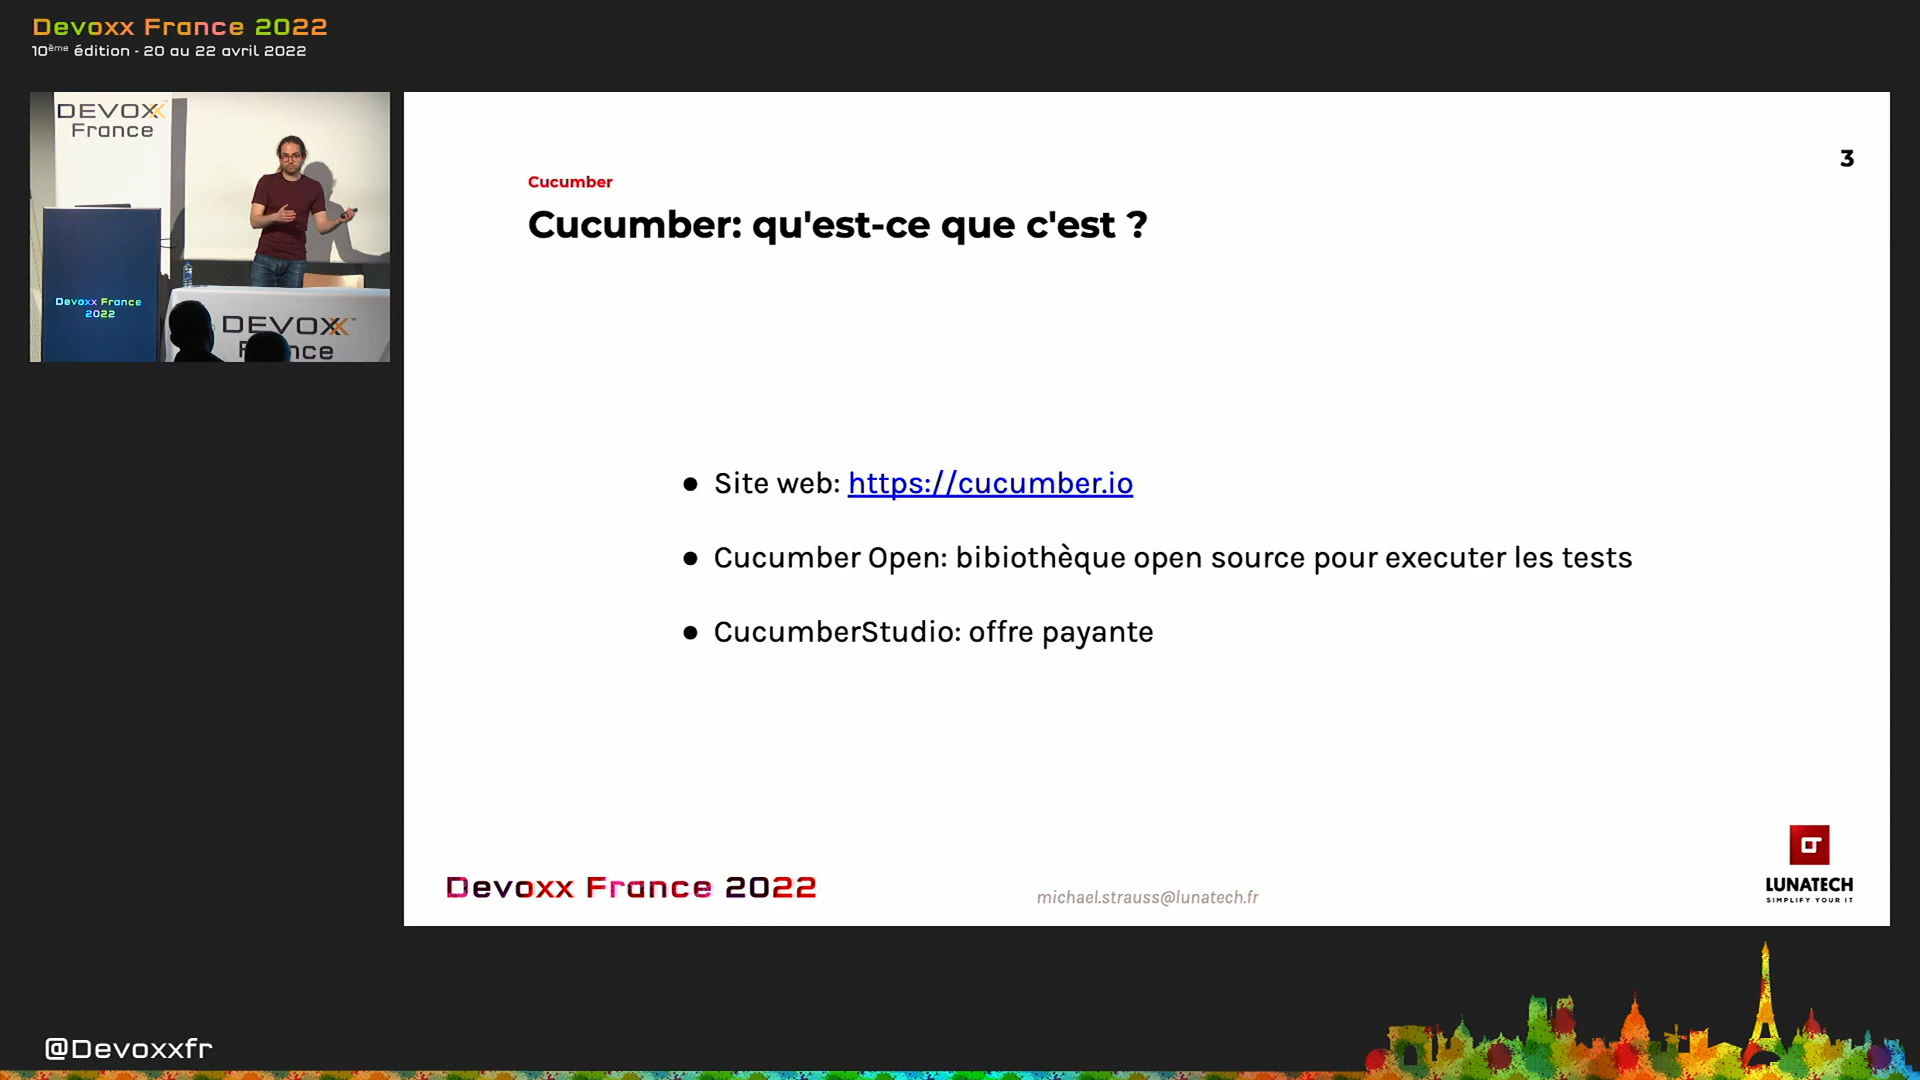 Devoxx France 2022
10ème édition - 20 au 22 avril 2022
DEVOXX
France
Devoxx France
2022
DEVOXX
France
3
Cucumber
Cucumber: qu'est-ce que c'est ?
● Site web: https://cucumber.io
● Cucumber Open: bibiothèque open source pour executer les tests
● CucumberStudio: offre payante
Devoxx France 2022
michael.strauss@lunatech.fr
LUNATECH
SIMPLIFY YOUR IT
@Devoxxfr